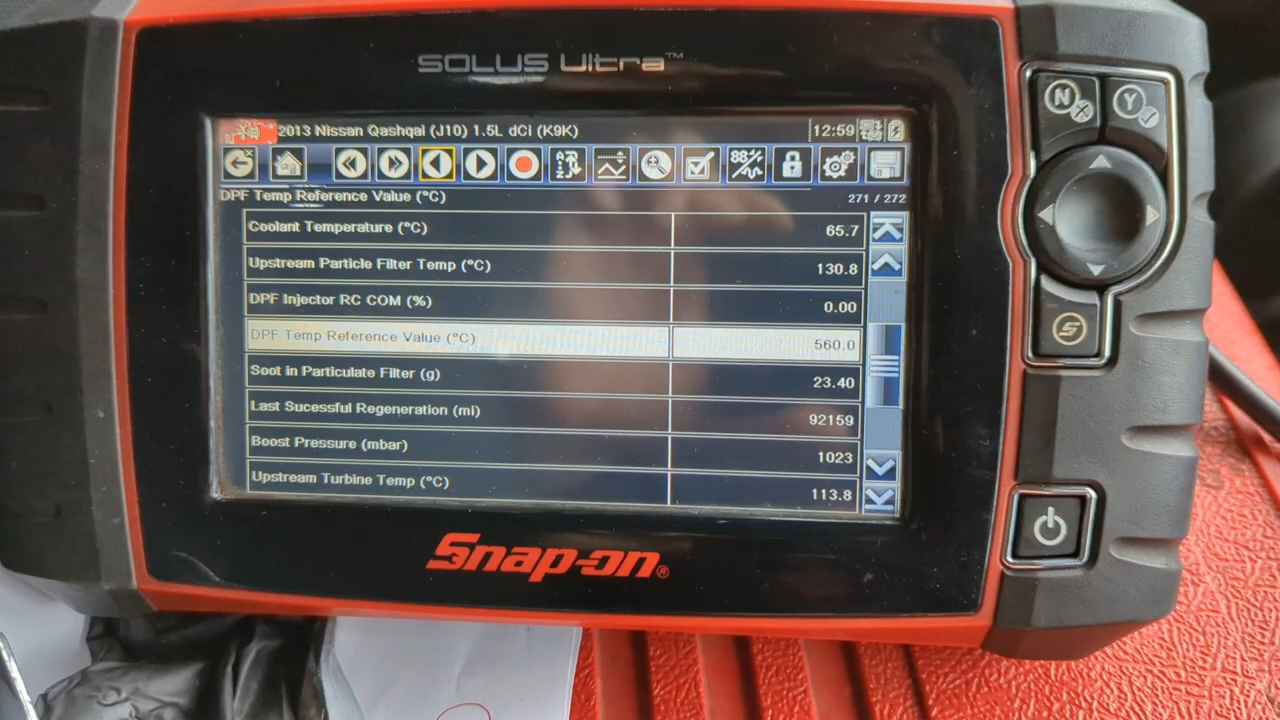 SOLUS Ultra™
2013 Nissan Qashqai (J10) 1.5L dCi (K9K) 12:59
DPF Temp Reference Value (°C) 271 / 272
Coolant Temperature (°C) 65.7
Upstream Particle Filter Temp (°C) 130.8
DPF Injector RC COM (%) 0.00
DPF Temp Reference Value (°C) 560.0
Soot in Particulate Filter (g) 23.40
Last Sucessful Regeneration (mi) 92159
Boost Pressure (mbar) 1023
Upstream Turbine Temp (°C) 113.8
Snap-on®
N
Y
S